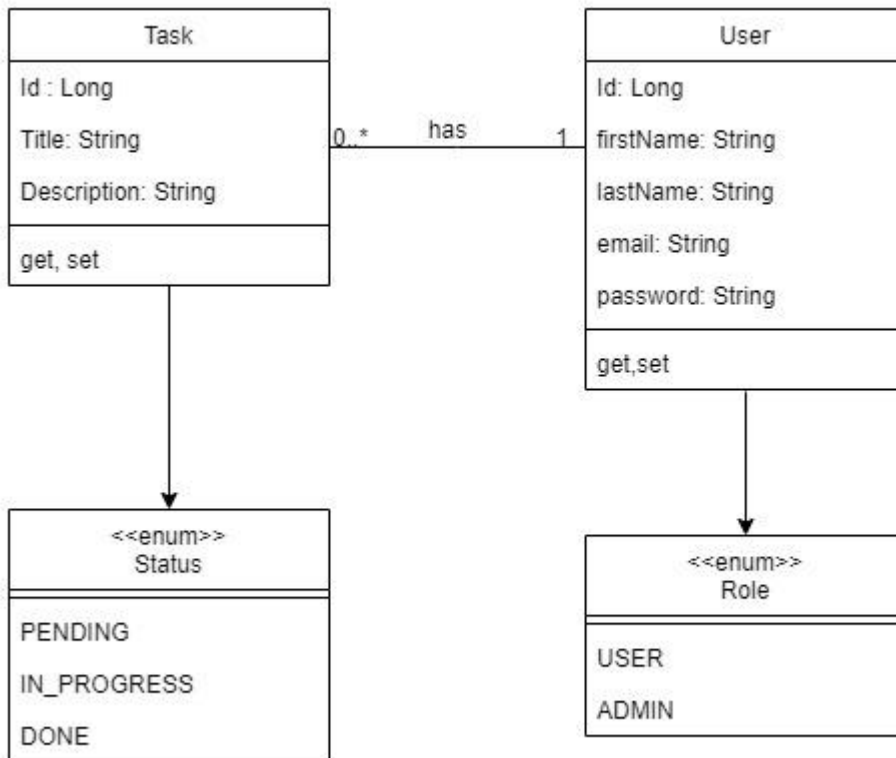 Task
Id : Long
Title: String
Description: String
get, set
0..*
has
1
User
Id: Long
firstName: String
lastName: String
email: String
password: String
get,set
<<enum>>
Status
PENDING
IN_PROGRESS
DONE
<<enum>>
Role
USER
ADMIN